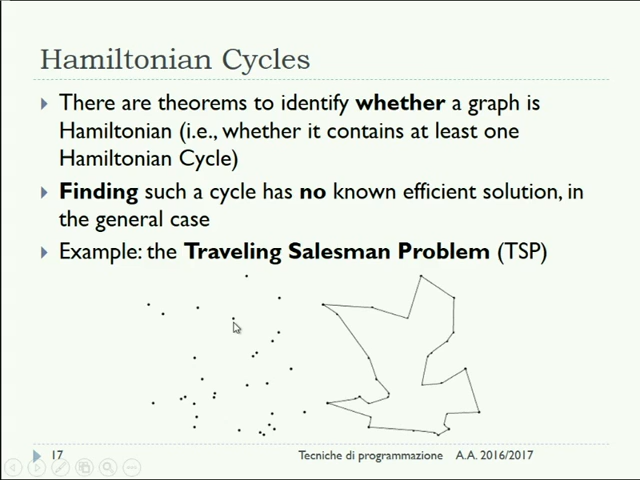 Hamiltonian Cycles
There are theorems to identify whether a graph is
Hamiltonian (i.e., whether it contains at least one
Hamiltonian Cycle)
Finding such a cycle has no known efficient solution, in
the general case
Example: the Traveling Salesman Problem (TSP)
17 Tecniche di programmazione A.A. 2016/2017